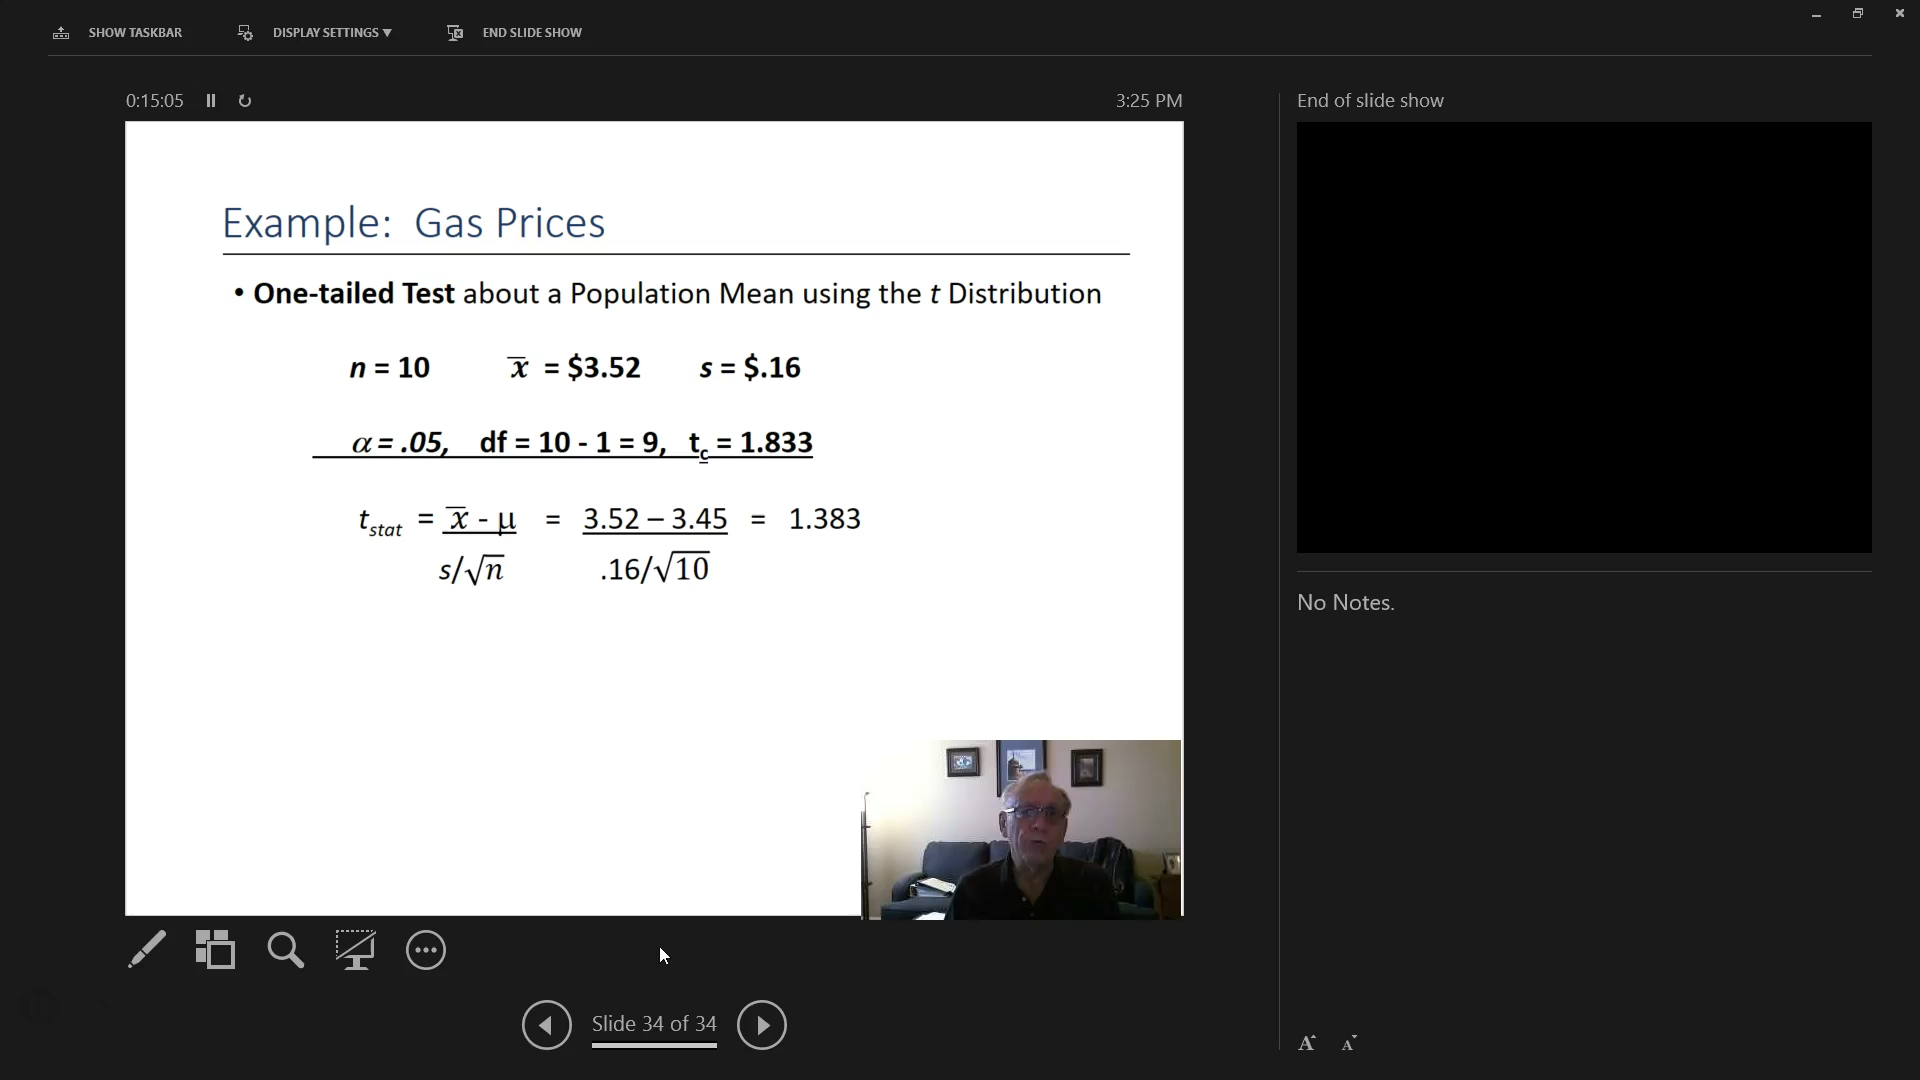 SHOW TASKBAR DISPLAY SETTINGS ▼ END SLIDE SHOW
0:15:05 3:25 PM End of slide show
Example: Gas Prices
• One-tailed Test about a Population Mean using the t Distribution
n = 10 x̅ = $3.52 s = $.16
α = .05, df = 10 - 1 = 9, tc = 1.833
tstat = x̅ - µ = 3.52 – 3.45 = 1.383
s/√n .16/√10
No Notes.
Slide 34 of 34
A A